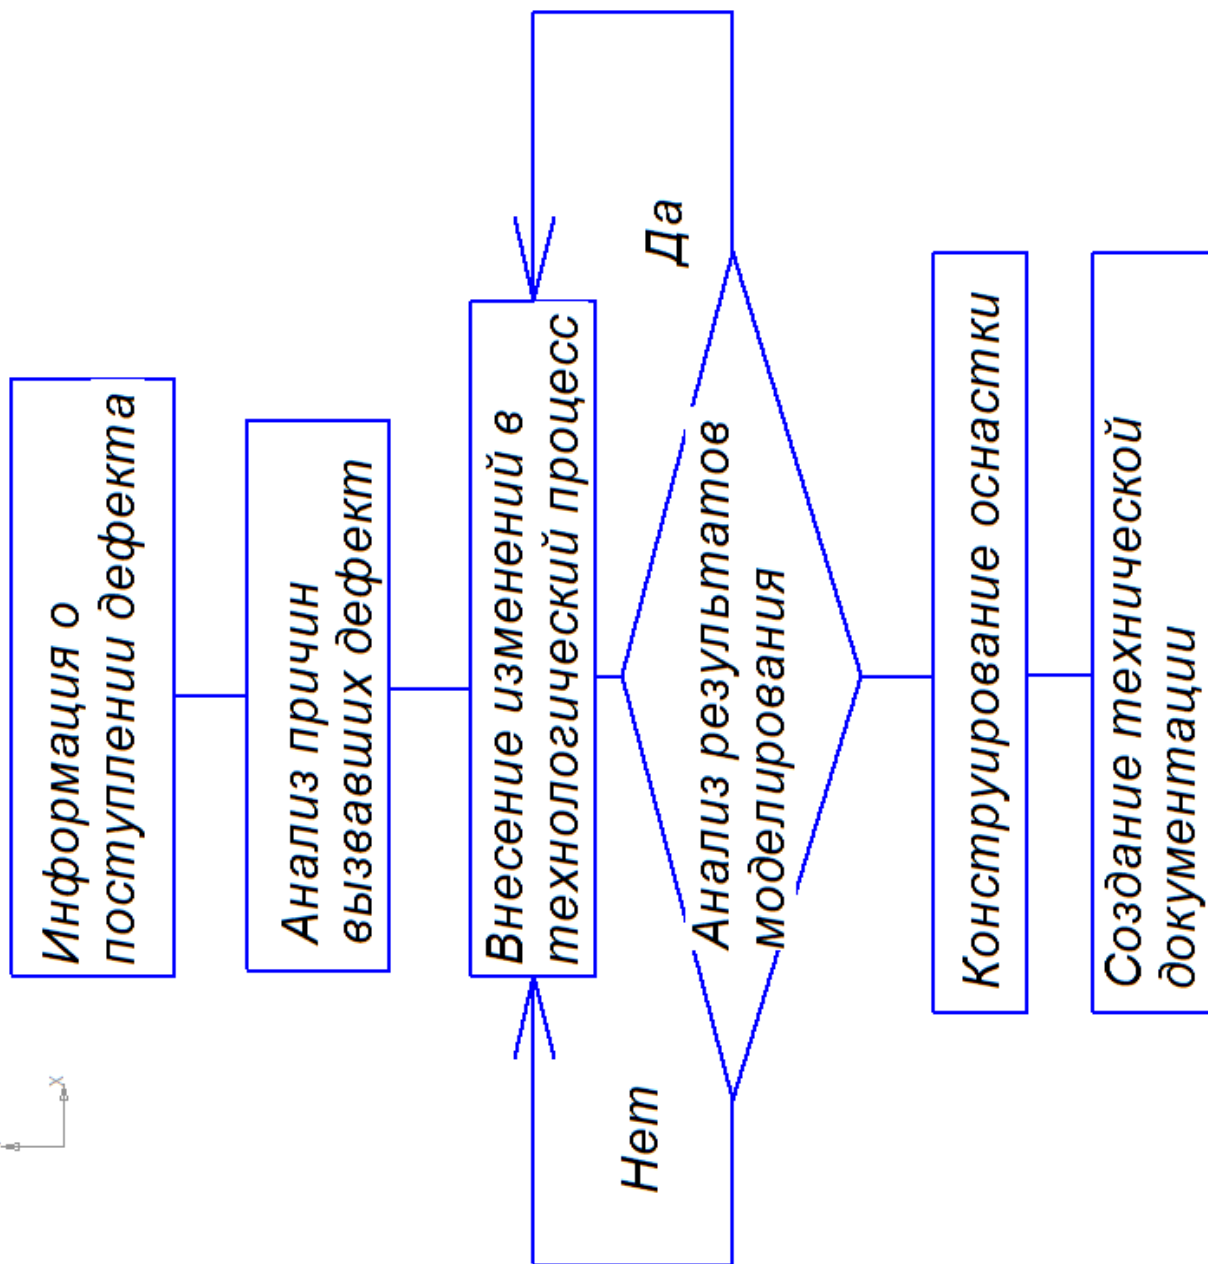 Информация о
поступлении дефекта
Анализ причин
вызвавших дефект
Внесение изменений в
технологический процесс
Нет
Да
Анализ результатов
моделирования
Конструирование оснастки
Создание технической
документации
X